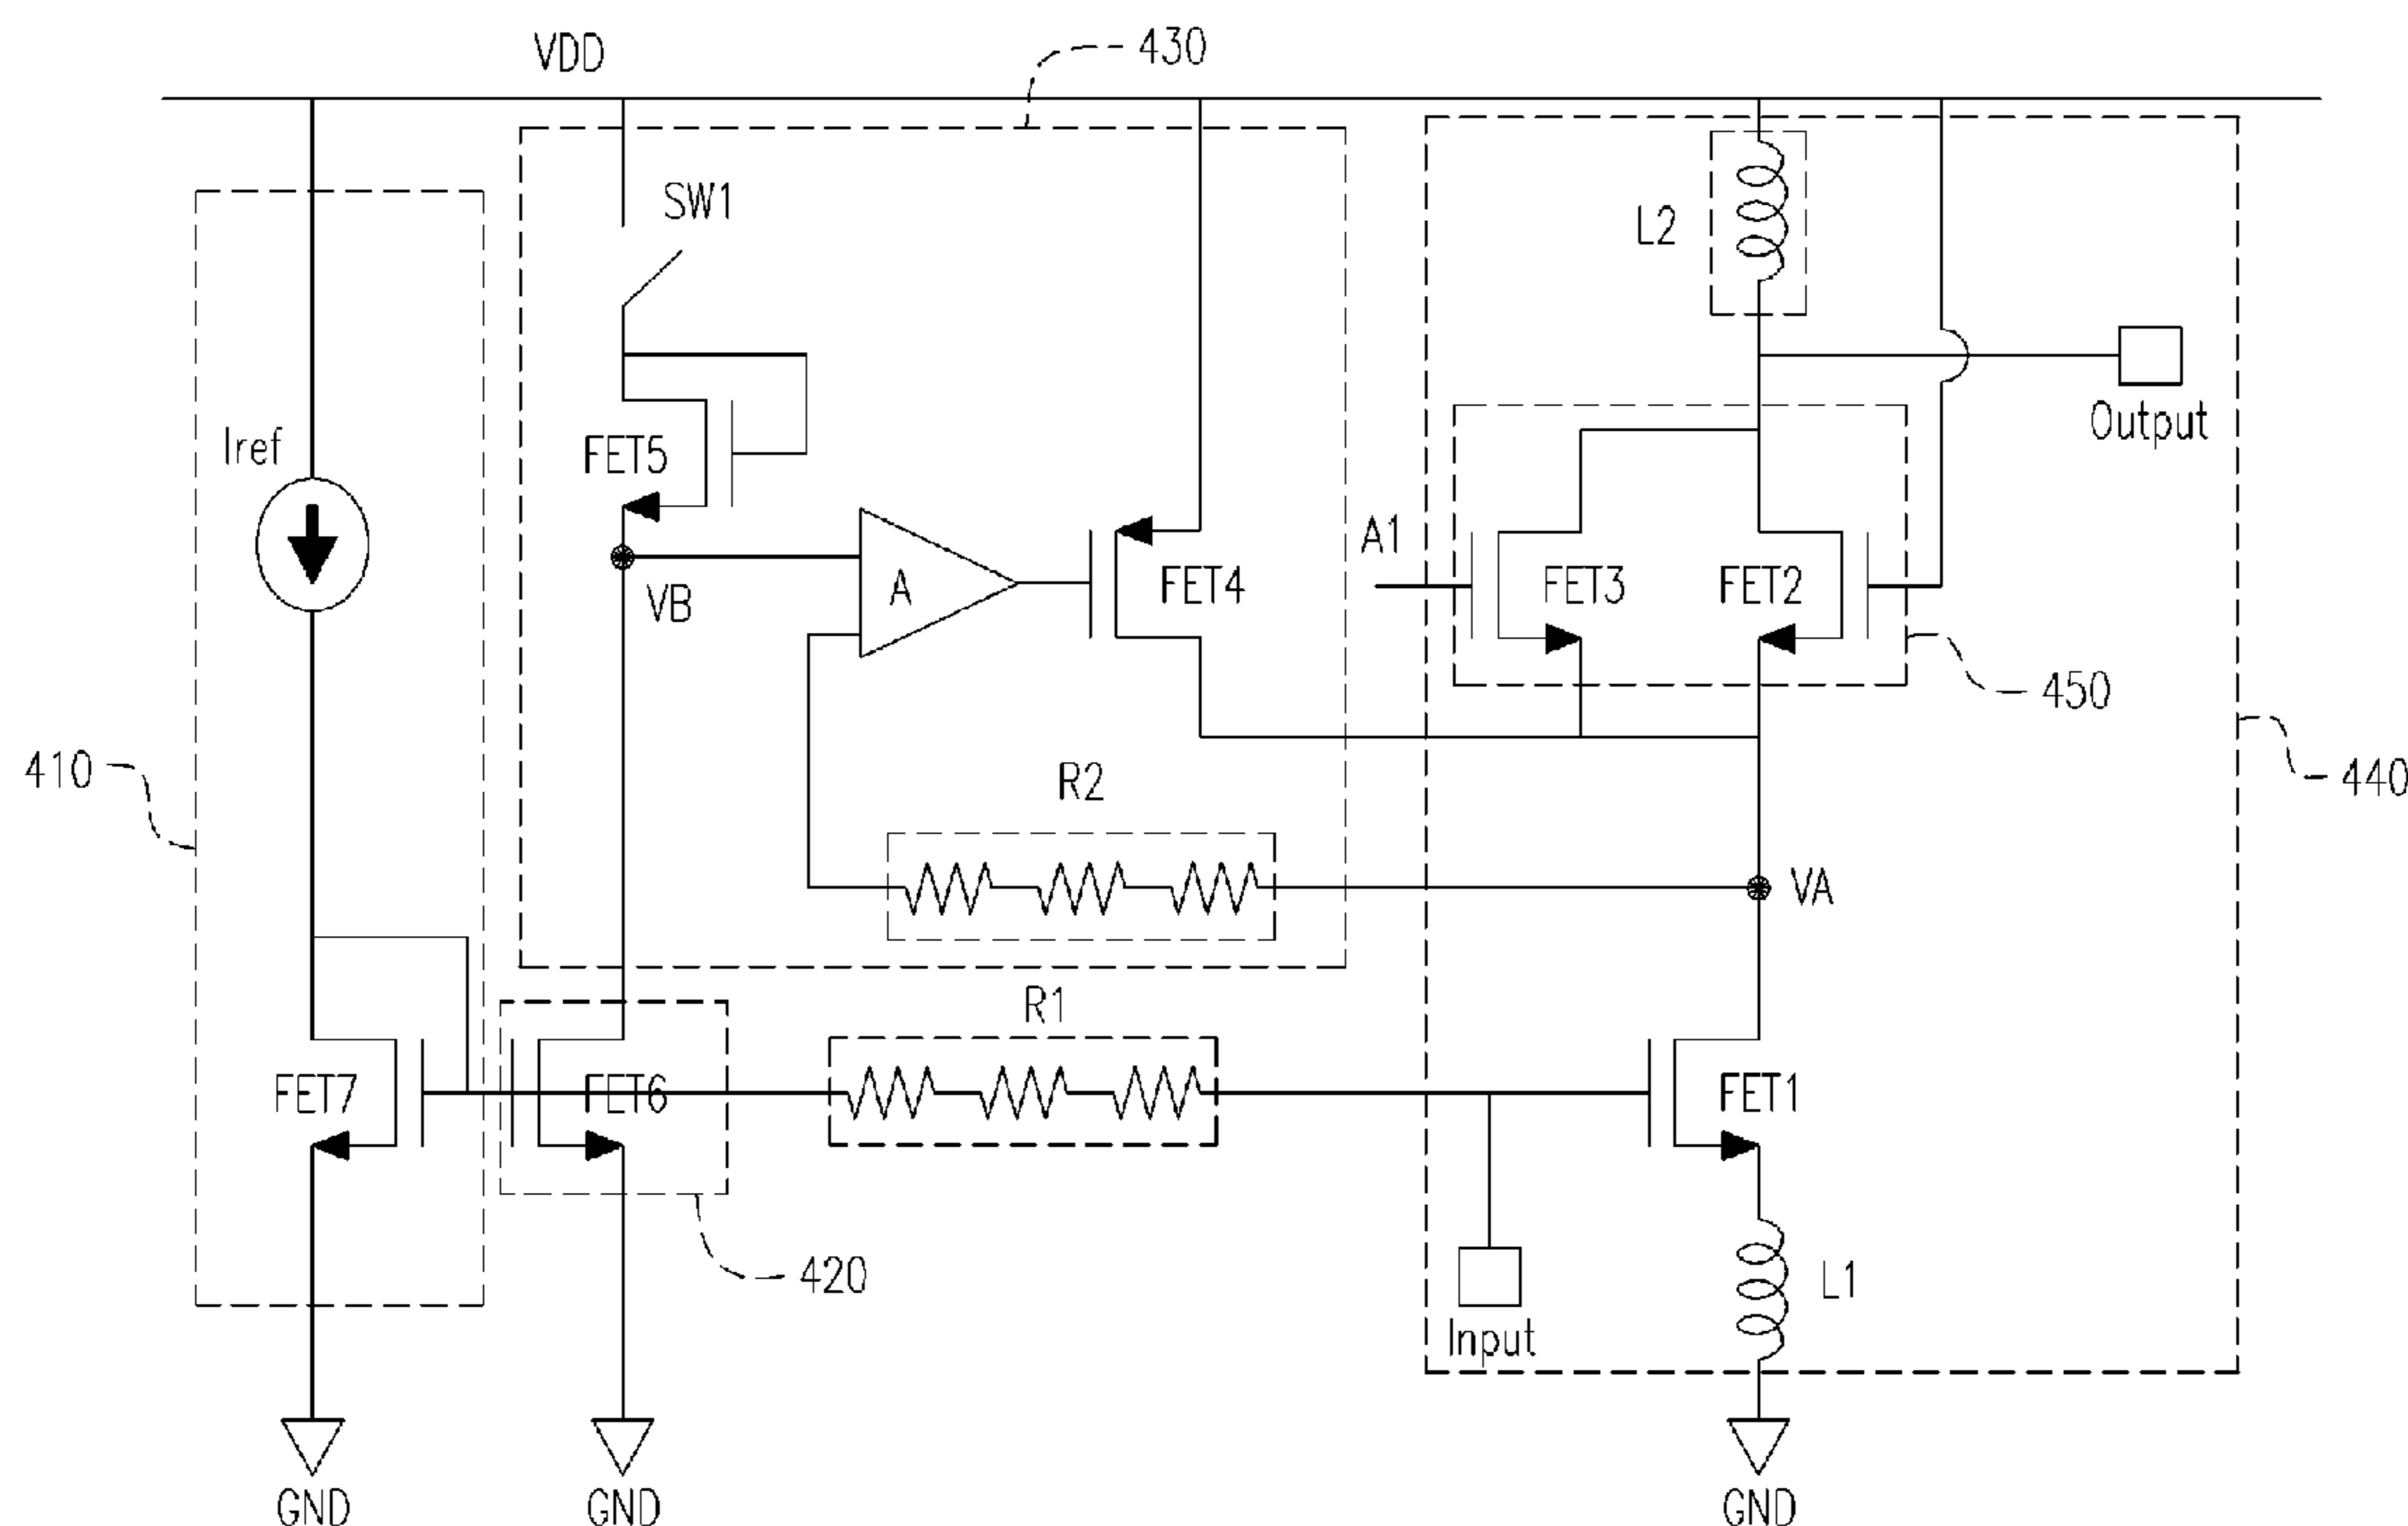 430
VDD
SW1
L2
Output
Iref
FET5
A1
VB
A
FET4
FET3
FET2
450
410
R2
440
VA
R1
FET7
FET6
FET1
420
L1
Input
GND
GND
GND